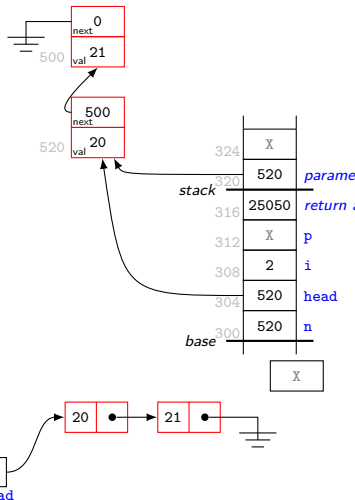 0
next
21
val
500
500
next
20
val
520
X
324
520
320
parame
stack
25050
316
return a
X
312
p
2
308
i
520
304
head
520
300
n
base
X
20
21
ad